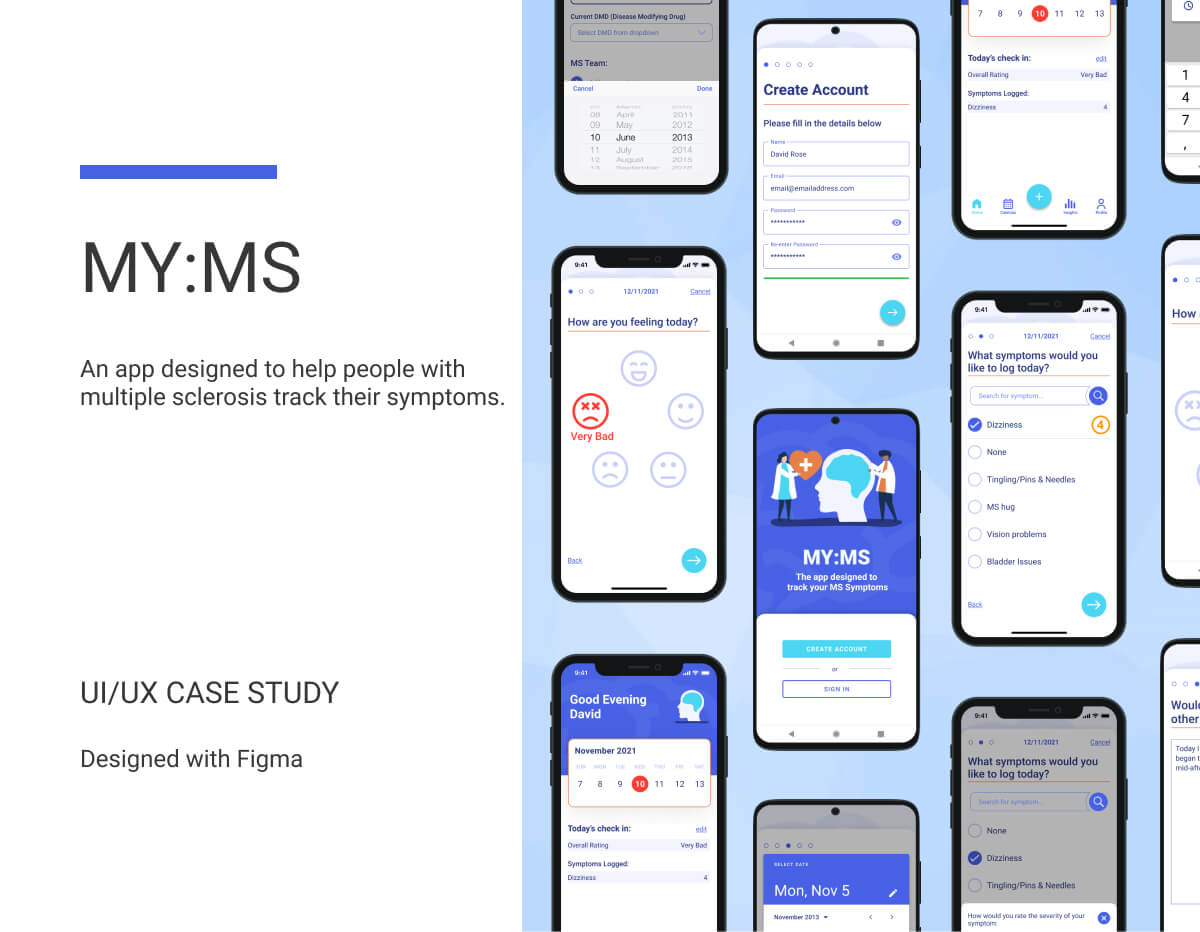 MY:MS
An app designed to help people with
multiple sclerosis track their symptoms.
UI/UX CASE STUDY
Designed with Figma
Current DMD (Disease Modifying Drug)
Select DMD from dropdown
MS Team:
Cancel Done
09 April 2011
09 May 2012
10 June 2013
11 July 2014
12 August 2015
9:41
12/11/2021 Cancel
How are you feeling today?
Very Bad
Back
9:41
Good Evening
David
November 2021
SUN MON TUE WED THU FRI SAT
7 8 9 10 11 12 13
Today's check in: edit
Overall Rating Very Bad
Symptoms Logged:
Dizziness 4
Create Account
Please fill in the details below
Name
David Rose
Email
email@emailaddress.com
Password
***********
Re-enter Password
***********
MY:MS
The app designed to
track your MS Symptoms
CREATE ACCOUNT
or
SIGN IN
SELECT DATE
Mon, Nov 5
November 2013
7 8 9 10 11 12 13
Today's check in: edit
Overall Rating Very Bad
Symptoms Logged:
Dizziness 4
Home Calendar Insights Profile
9:41
12/11/2021 Cancel
What symptoms would you
like to log today?
Search for symptom...
Dizziness 4
None
Tingling/Pins & Needles
MS hug
Vision problems
Bladder Issues
Back
9:41
12/11/2021 Cancel
What symptoms would you
like to log today?
Search for symptom...
None
Dizziness
Tingling/Pins & Needles
How would you rate the severity of your
symptom
1
4
7
,
How
Would
other
Today I
began t
mid-aft